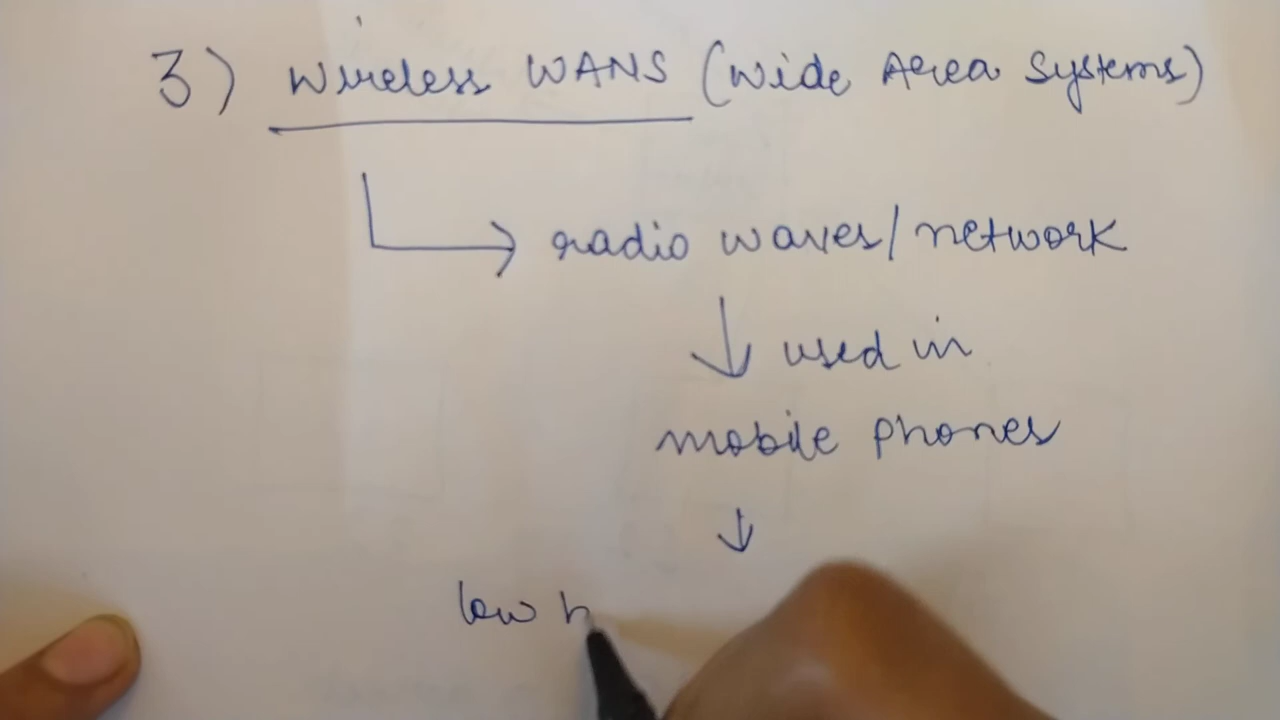 3) Wireless WANS (Wide Area Systems)
radio waves/network
used in
mobile phones
low